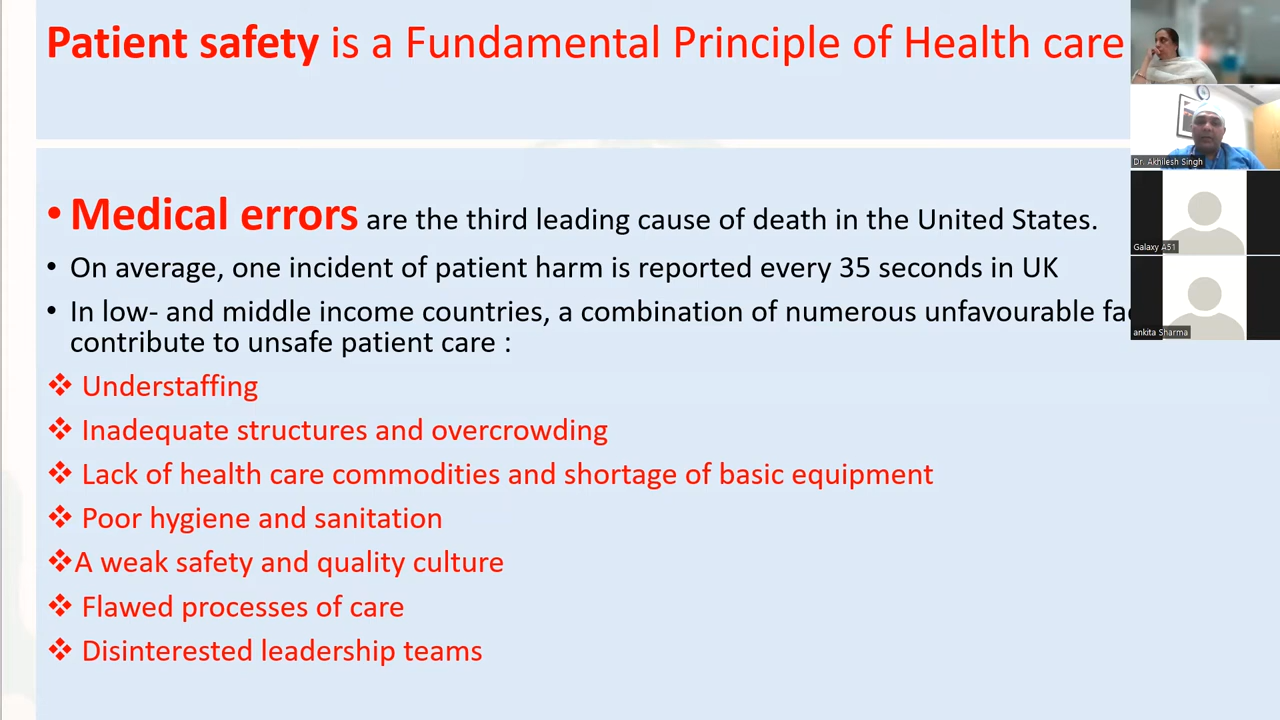 Patient safety is a Fundamental Principle of Health care
• Medical errors are the third leading cause of death in the United States.
• On average, one incident of patient harm is reported every 35 seconds in UK
• In low- and middle income countries, a combination of numerous unfavourable
contribute to unsafe patient care :
❖ Understaffing
❖ Inadequate structures and overcrowding
❖ Lack of health care commodities and shortage of basic equipment
❖ Poor hygiene and sanitation
❖A weak safety and quality culture
❖ Flawed processes of care
❖ Disinterested leadership teams
Dr. Akhilesh Singh
Galaxy A51
ankita Sharma